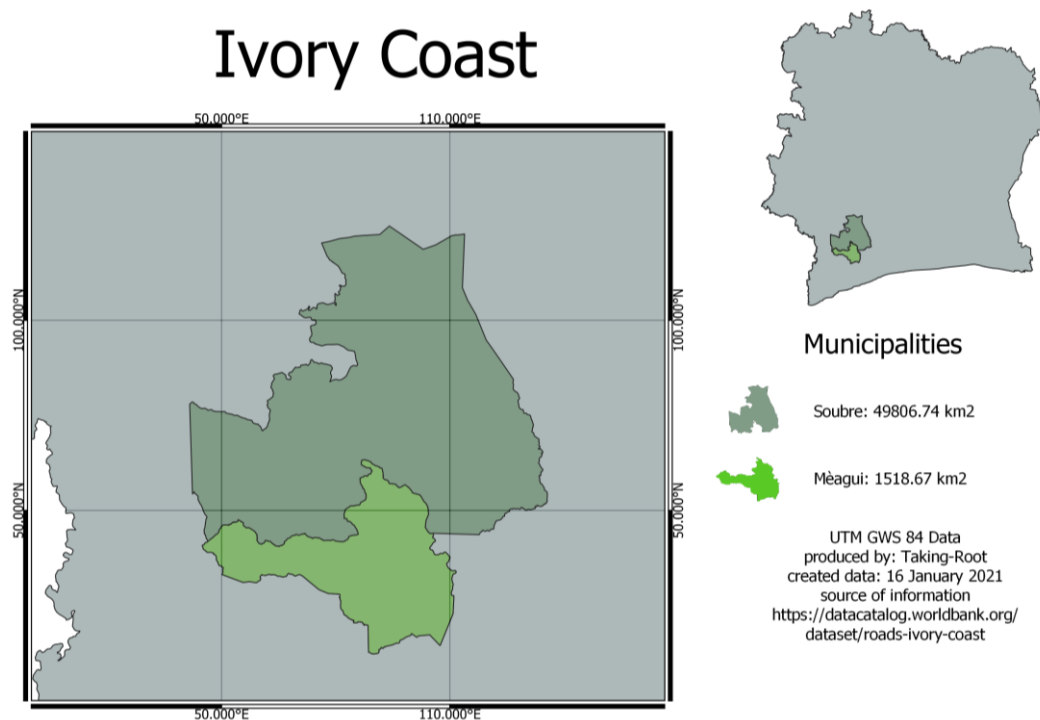 Ivory Coast
50.000°E
110.000°E
100.000°N
100.000°N
50.000°N
50.000°N
50.000°E
110.000°E
Municipalities
Soubre: 49806.74 km2
Mèagui: 1518.67 km2
UTM GWS 84 Data
produced by: Taking-Root
created data: 16 January 2021
source of information
https://datacatalog.worldbank.org/
dataset/roads-ivory-coast